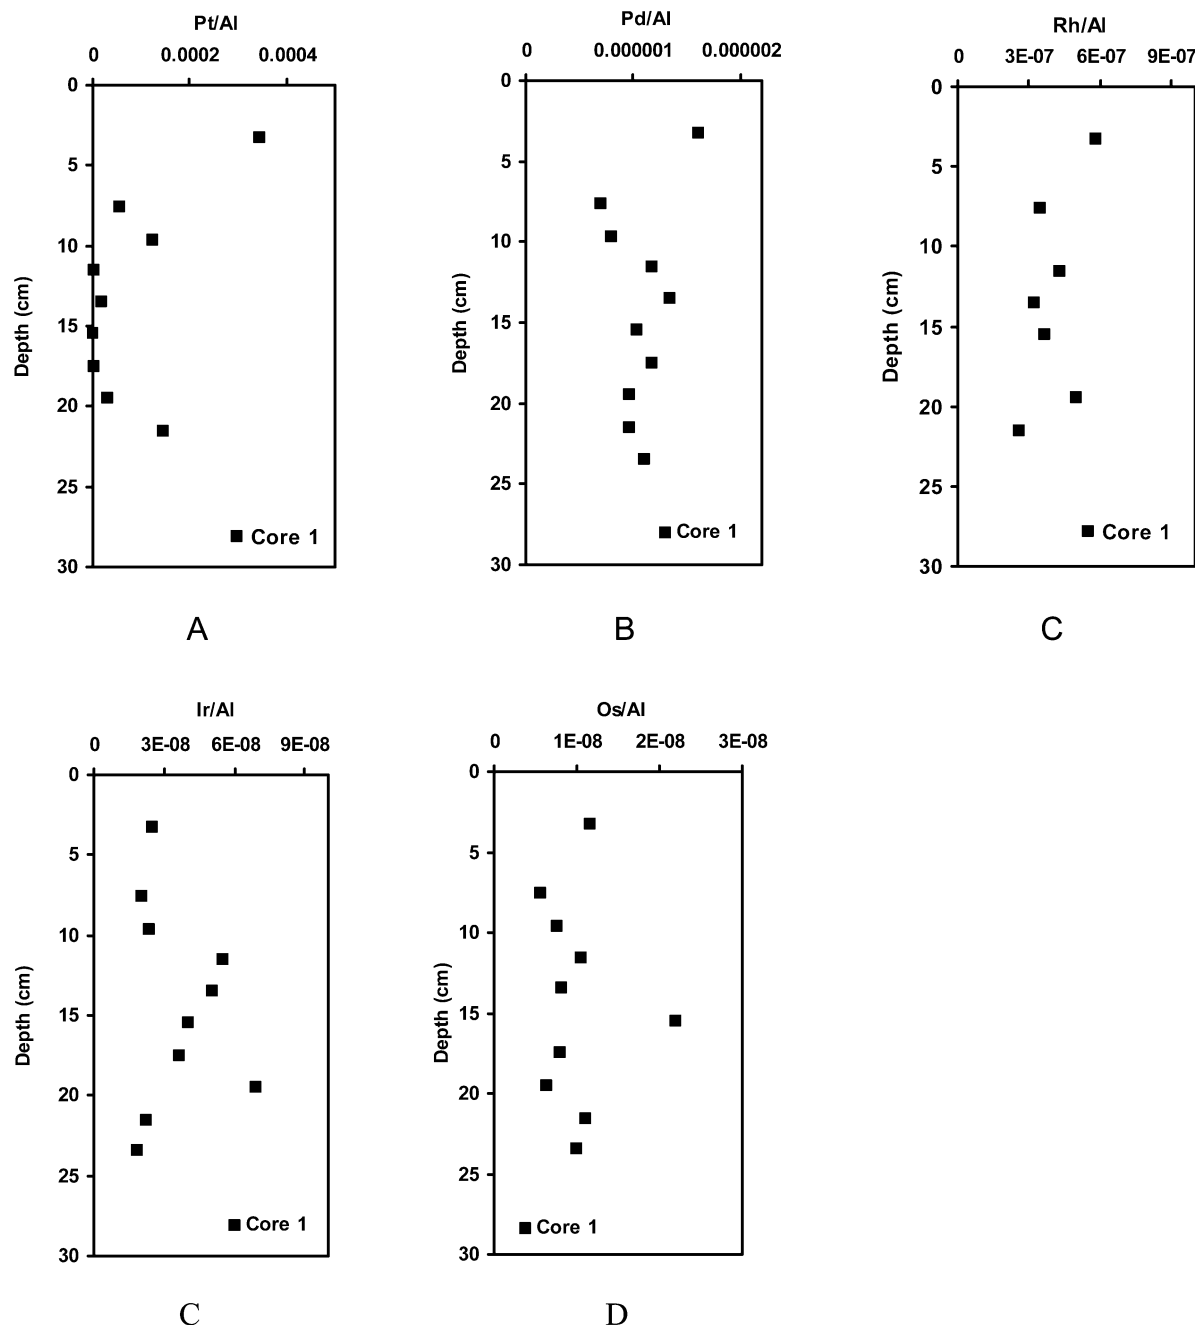 Pt/Al
0 0.0002 0.0004
0
5
10
15
20
25
30
Depth (cm)
Core 1
A
Pd/Al
0 0.000001 0.000002
0
5
10
15
20
25
30
Depth (cm)
Core 1
B
Rh/Al
0 3E-07 6E-07 9E-07
0
5
10
15
20
25
30
Depth (cm)
Core 1
C
Ir/Al
0 3E-08 6E-08 9E-08
0
5
10
15
20
25
30
Depth (cm)
Core 1
C
Os/Al
0 1E-08 2E-08 3E-08
0
5
10
15
20
25
30
Depth (cm)
Core 1
D